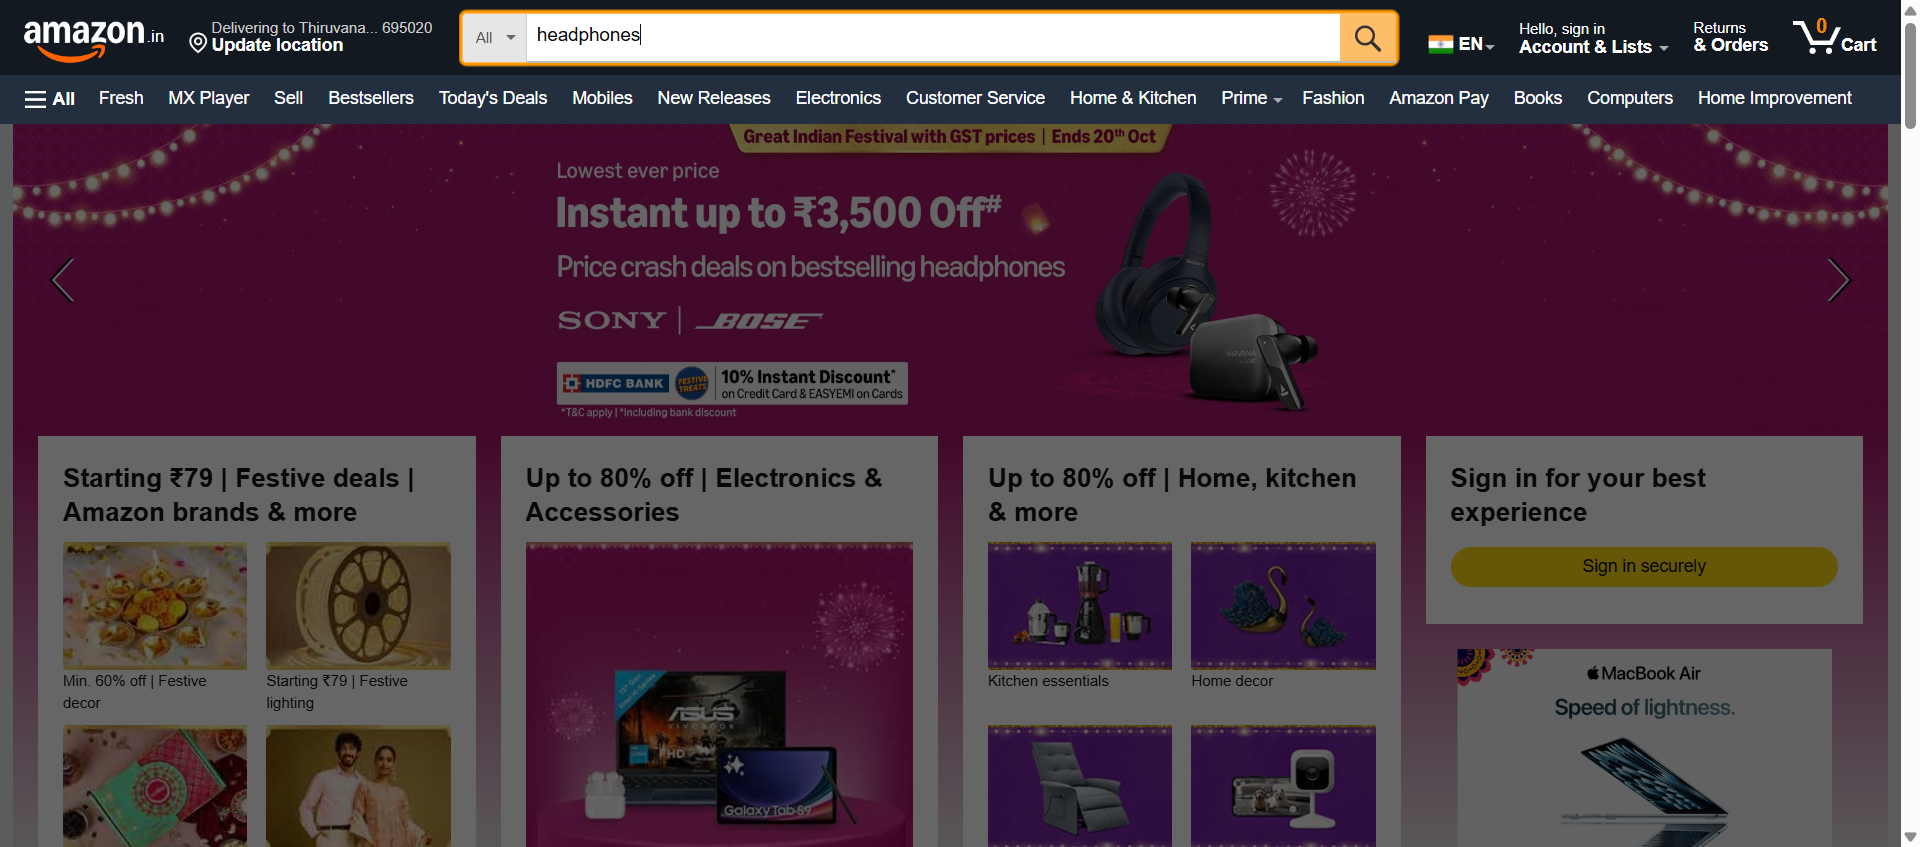 amazon.in
Delivering to Thiruvana... 695020
Update location
All
headphones
EN
Hello, sign in
Account & Lists
Returns
& Orders
0
Cart
All
Fresh
MX Player
Sell
Bestsellers
Today's Deals
Mobiles
New Releases
Electronics
Customer Service
Home & Kitchen
Prime
Fashion
Amazon Pay
Books
Computers
Home Improvement
Great Indian Festival with GST prices | Ends 20th Oct
Lowest ever price
Instant up to ₹3,500 Off#
Price crash deals on bestselling headphones
SONY | BOSE
HDFC BANK
FESTIVE
TREATS
10% Instant Discount*
on Credit Card & EASYEMI on Cards
*T&C apply | *Including bank discount
SONY
NIRVANA
Starting ₹79 | Festive deals |
Amazon brands & more
Min. 60% off | Festive
decor
Starting ₹79 | Festive
lighting
Up to 80% off | Electronics &
Accessories
13th Gen
Intel H-Series
ASUS
VIVOBOOK
FHD
Galaxy Tab S9
Up to 80% off | Home, kitchen
& more
Kitchen essentials
Home decor
Sign in for your best
experience
Sign in securely
MacBook Air
Speed of lightness.